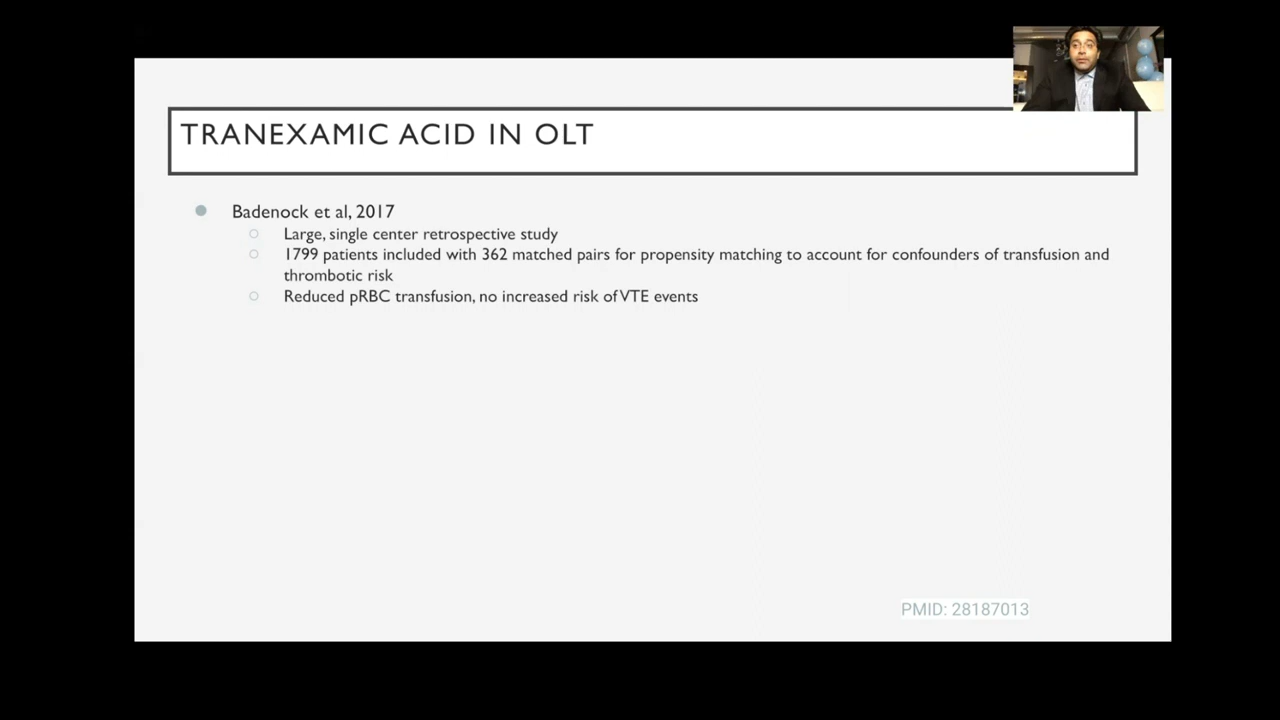 TRANEXAMIC ACID IN OLT
Badenock et al, 2017
Large, single center retrospective study
1799 patients included with 362 matched pairs for propensity matching to account for confounders of transfusion and
thrombotic risk
Reduced pRBC transfusion, no increased risk of VTE events
PMID: 28187013